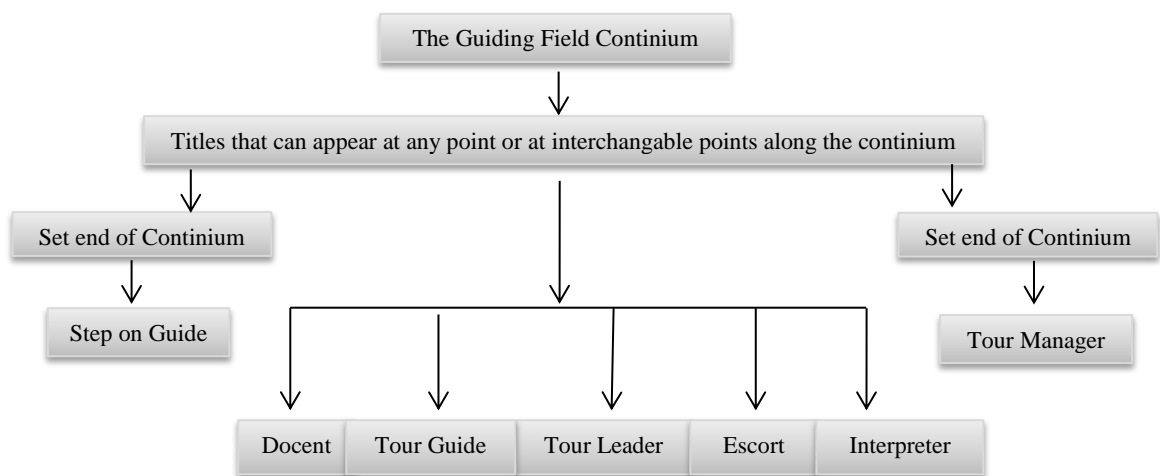 The Guiding Field Continium
Titles that can appear at any point or at interchangable points along the continium
Set end of Continium
Set end of Continium
Step on Guide
Tour Manager
Docent
Tour Guide
Tour Leader
Escort
Interpreter